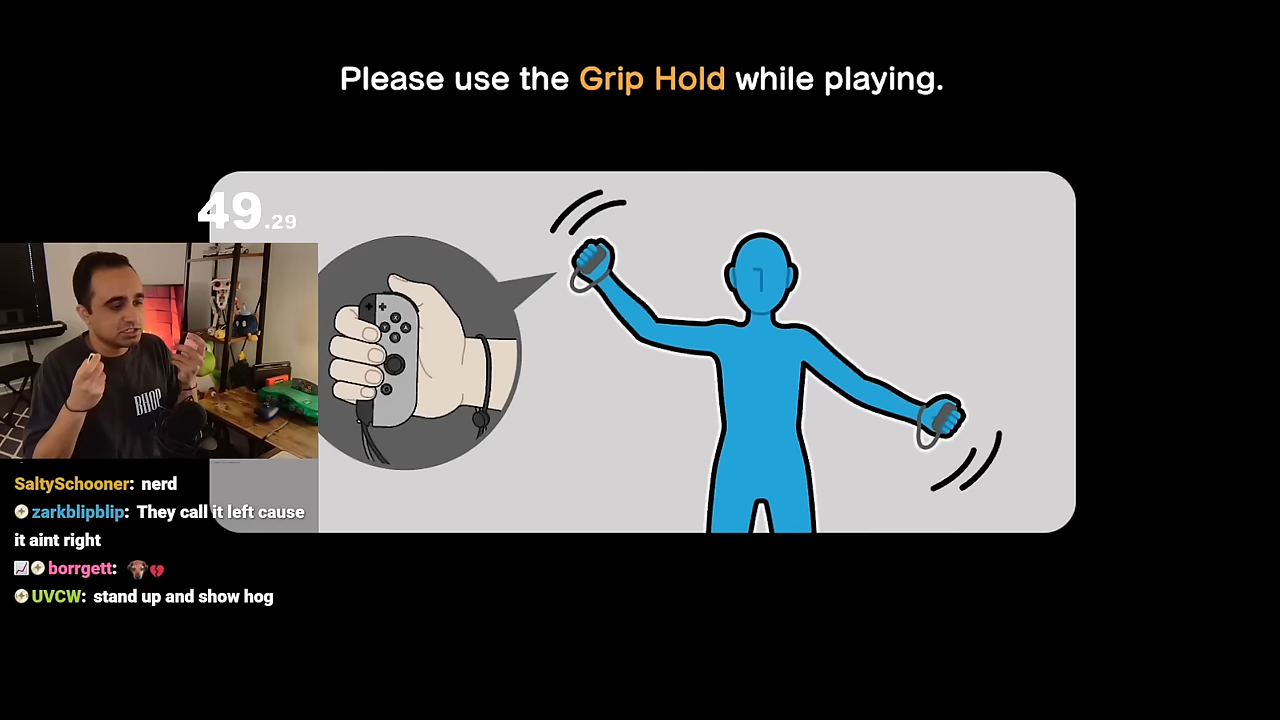 Please use the Grip Hold while playing.
49.29
BHOP
SaltySchooner: nerd
zarkblipblip: They call it left cause
it aint right
borrgett:
UVCW: stand up and show hog